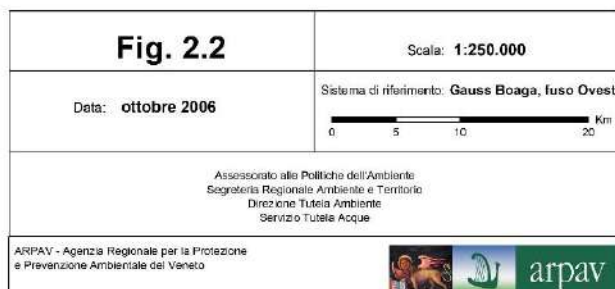 Fig. 2.2
Scala: 1:250.000
Data: ottobre 2006
Sistema di riferimento: Gauss Boaga, fuso Ovest
Km
0 5 10 20
Assessorato alle Politiche dell'Ambiente
Segreteria Regionale Ambiente e Territorio
Direzione Tutela Ambiente
Servizio Tutela Acque
ARPAV - Agenzia Regionale per la Protezione
e Prevenzione Ambientale del Veneto
arpav